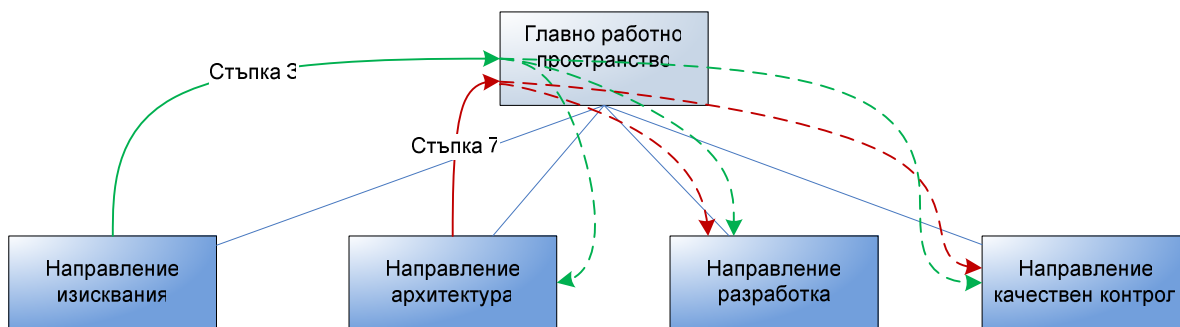 Главно работно
пространство
Стъпка 3
Стъпка 7
Направление
изисквания
Направление
архитектура
Направление
разработка
Направление
качествен контрол